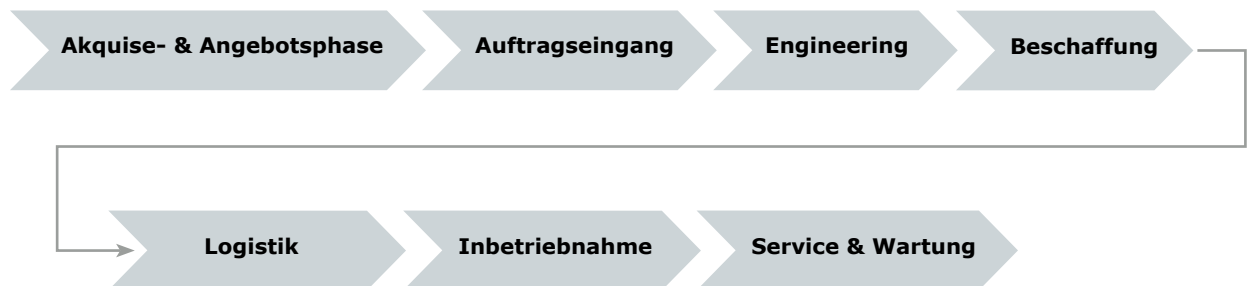 Akquise- & Angebotsphase
Auftragseingang
Engineering
Beschaffung
Logistik
Inbetriebnahme
Service & Wartung